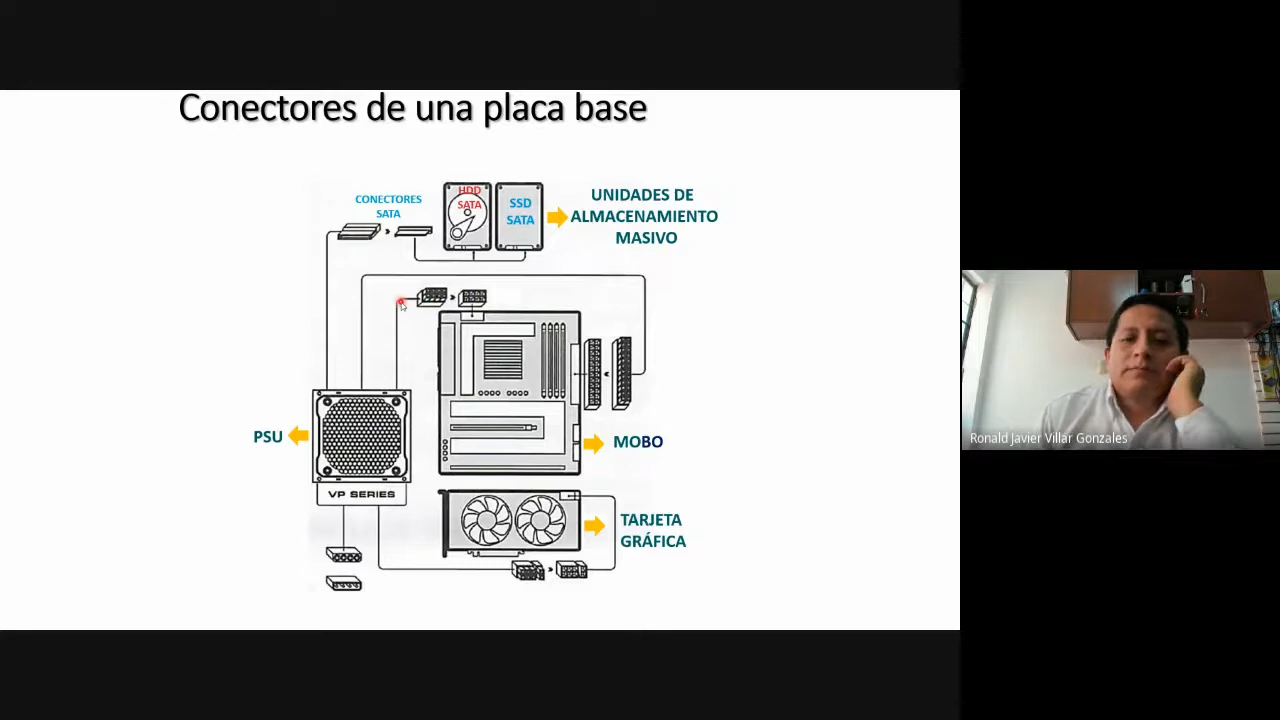 Conectores de una placa base
CONECTORES
SATA
HDD
SATA
SSD
SATA
UNIDADES DE
ALMACENAMIENTO
MASIVO
PSU
MOBO
VP SERIES
TARJETA
GRÁFICA
Ronald Javier Villar Gonzales